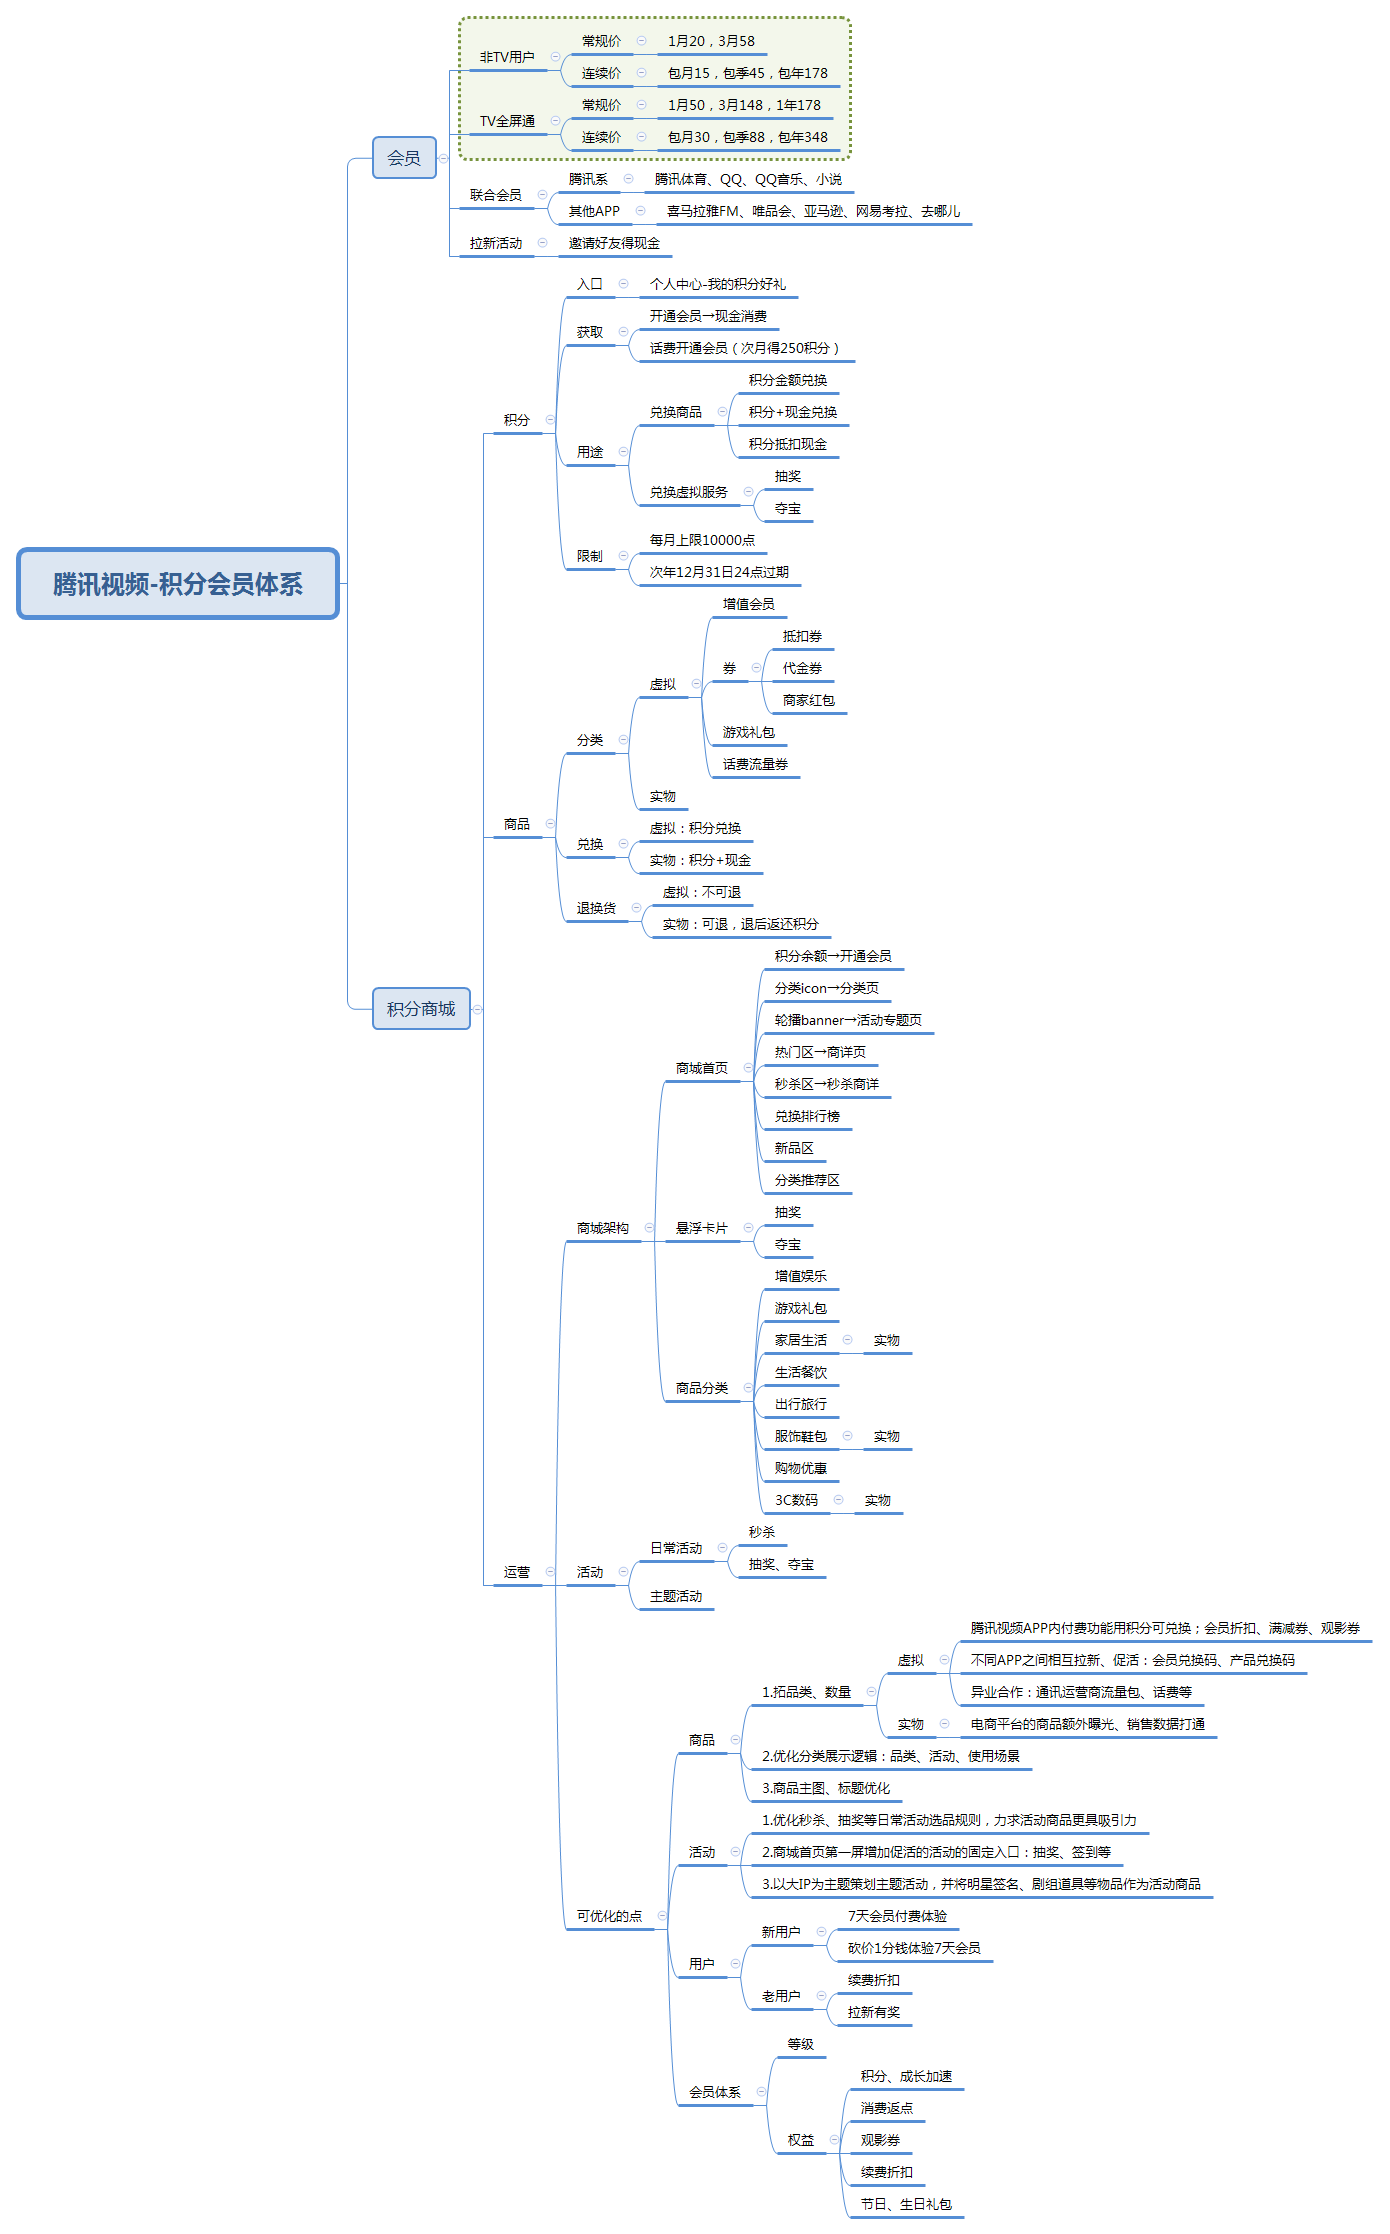 腾讯视频-积分会员体系
会员
非TV用户
常规价
1月20，3月58
连续价
包月15，包季45，包年178
TV全屏通
常规价
1月50，3月148，1年178
连续价
包月30，包季88，包年348
联合会员
腾讯系
腾讯体育、QQ、QQ音乐、小说
其他APP
喜马拉雅FM、唯品会、亚马逊、网易考拉、去哪儿
拉新活动
邀请好友得现金
积分商城
积分
入口
个人中心-我的积分好礼
获取
开通会员→现金消费
话费开通会员（次月得250积分）
用途
兑换商品
积分金额兑换
积分+现金兑换
积分抵扣现金
兑换虚拟服务
抽奖
夺宝
限制
每月上限10000点
次年12月31日24点过期
商品
分类
虚拟
增值会员
券
抵扣券
代金券
商家红包
游戏礼包
话费流量券
实物
兑换
虚拟：积分兑换
实物：积分+现金
退换货
虚拟：不可退
实物：可退，退后返还积分
运营
商城架构
商城首页
积分余额→开通会员
分类icon→分类页
轮播banner→活动专题页
热门区→商详页
秒杀区→秒杀商详
兑换排行榜
新品区
分类推荐区
悬浮卡片
抽奖
夺宝
商品分类
增值娱乐
游戏礼包
家居生活
实物
生活餐饮
出行旅行
服饰鞋包
实物
购物优惠
3C数码
实物
活动
日常活动
秒杀
抽奖、夺宝
主题活动
可优化的点
商品
1.拓品类、数量
虚拟
腾讯视频APP内付费功能用积分可兑换；会员折扣、满减券、观影券
不同APP之间相互拉新、促活：会员兑换码、产品兑换码
异业合作：通讯运营商流量包、话费等
实物
电商平台的商品额外曝光、销售数据打通
2.优化分类展示逻辑：品类、活动、使用场景
3.商品主图、标题优化
活动
1.优化秒杀、抽奖等日常活动选品规则，力求活动商品更具吸引力
2.商城首页第一屏增加促活的活动的固定入口：抽奖、签到等
3.以大IP为主题策划主题活动，并将明星签名、剧组道具等物品作为活动商品
用户
新用户
7天会员付费体验
砍价1分钱体验7天会员
老用户
续费折扣
拉新有奖
会员体系
等级
权益
积分、成长加速
消费返点
观影券
续费折扣
节日、生日礼包